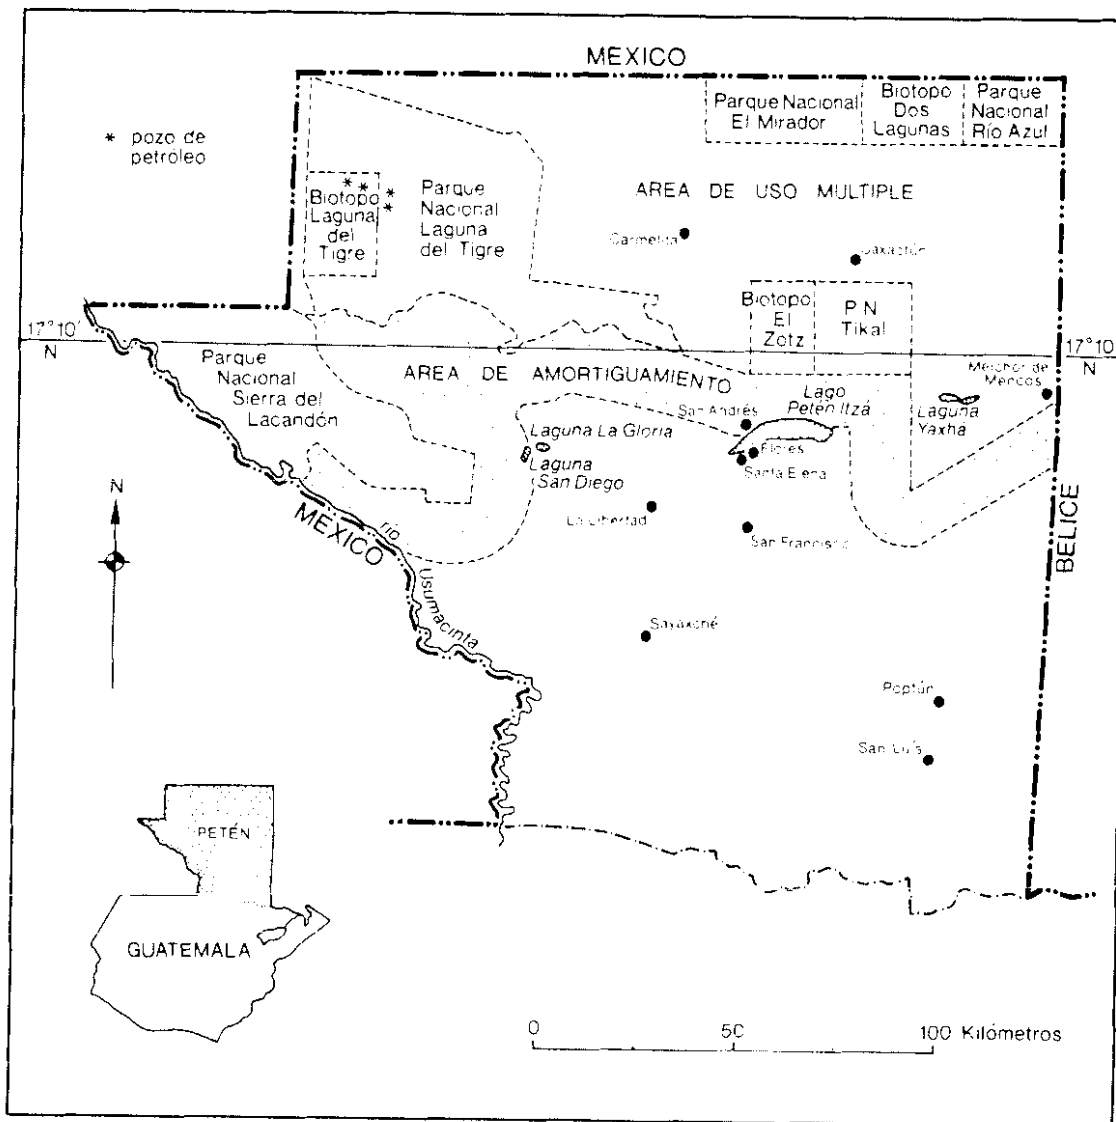 MEXICO
* pozo de
petróleo
Parque Nacional
El Mirador
Biotopo
Dos
Lagunas
Parque
Nacional
Río Azul
AREA DE USO MULTIPLE
Biotopo
Laguna
del
Tigre
Parque
Nacional
Laguna
del Tigre
Carmelita
Uaxactún
Biotopo
El
Zotz
P N
Tikal
17°10'
N
17°10'
N
Parque
Nacional
Sierra del
Lacandón
AREA DE AMORTIGUAMIENTO
Melchor de
Mencos
Lago
Petén Itzá
San Andrés
Laguna
Yaxhá
Laguna La Gloria
Laguna
San Diego
Flores
Santa Elena
N
MEXICO
río
Usumacinta
La Libertad
San Francisco
BELICE
Sayaxché
Poptún
San Luís
PETÉN
GUATEMALA
0 50 100 Kilómetros